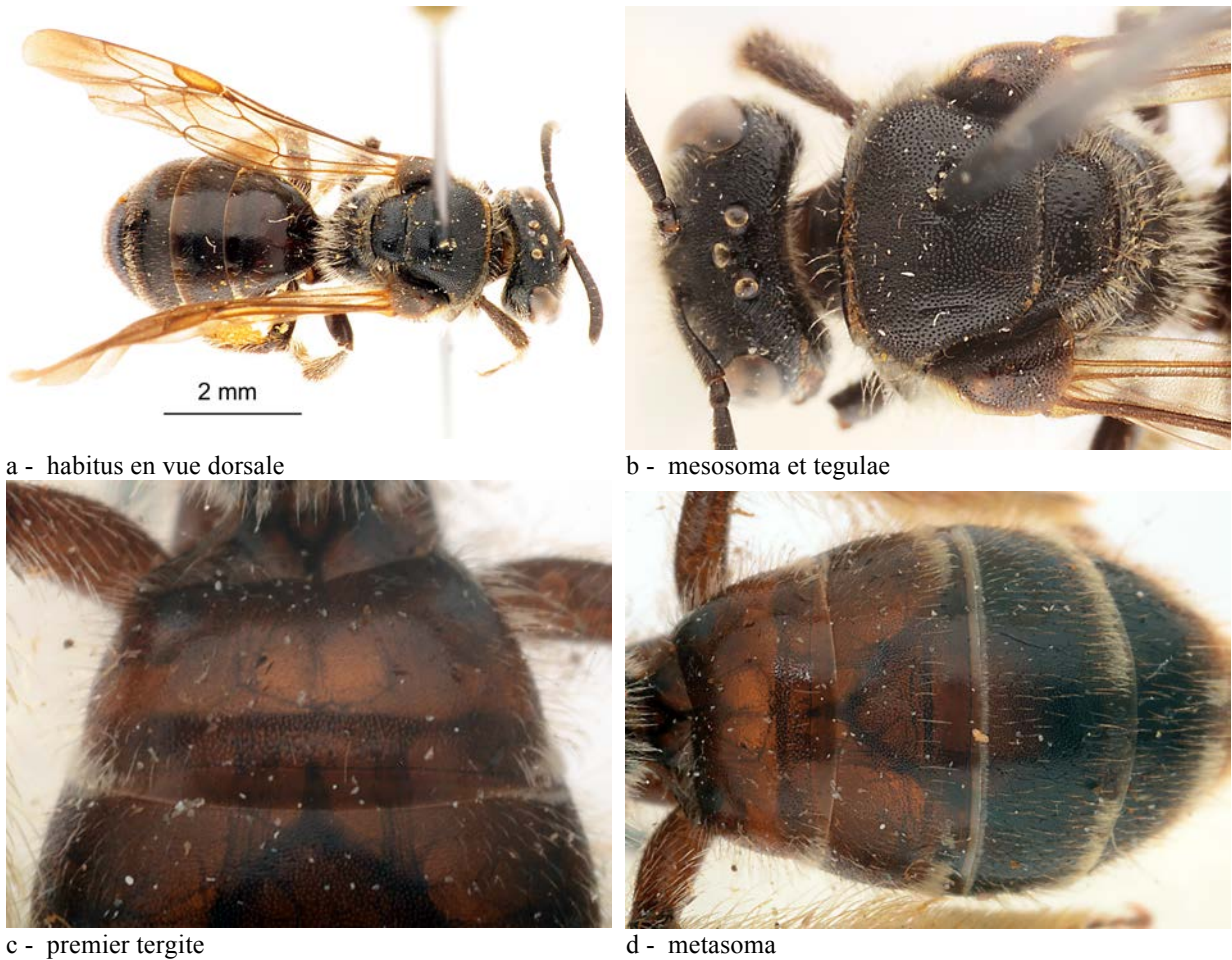 2 mm
a - habitus en vue dorsale
b - mesosoma et tegulae
c - premier tergite
d - metasoma